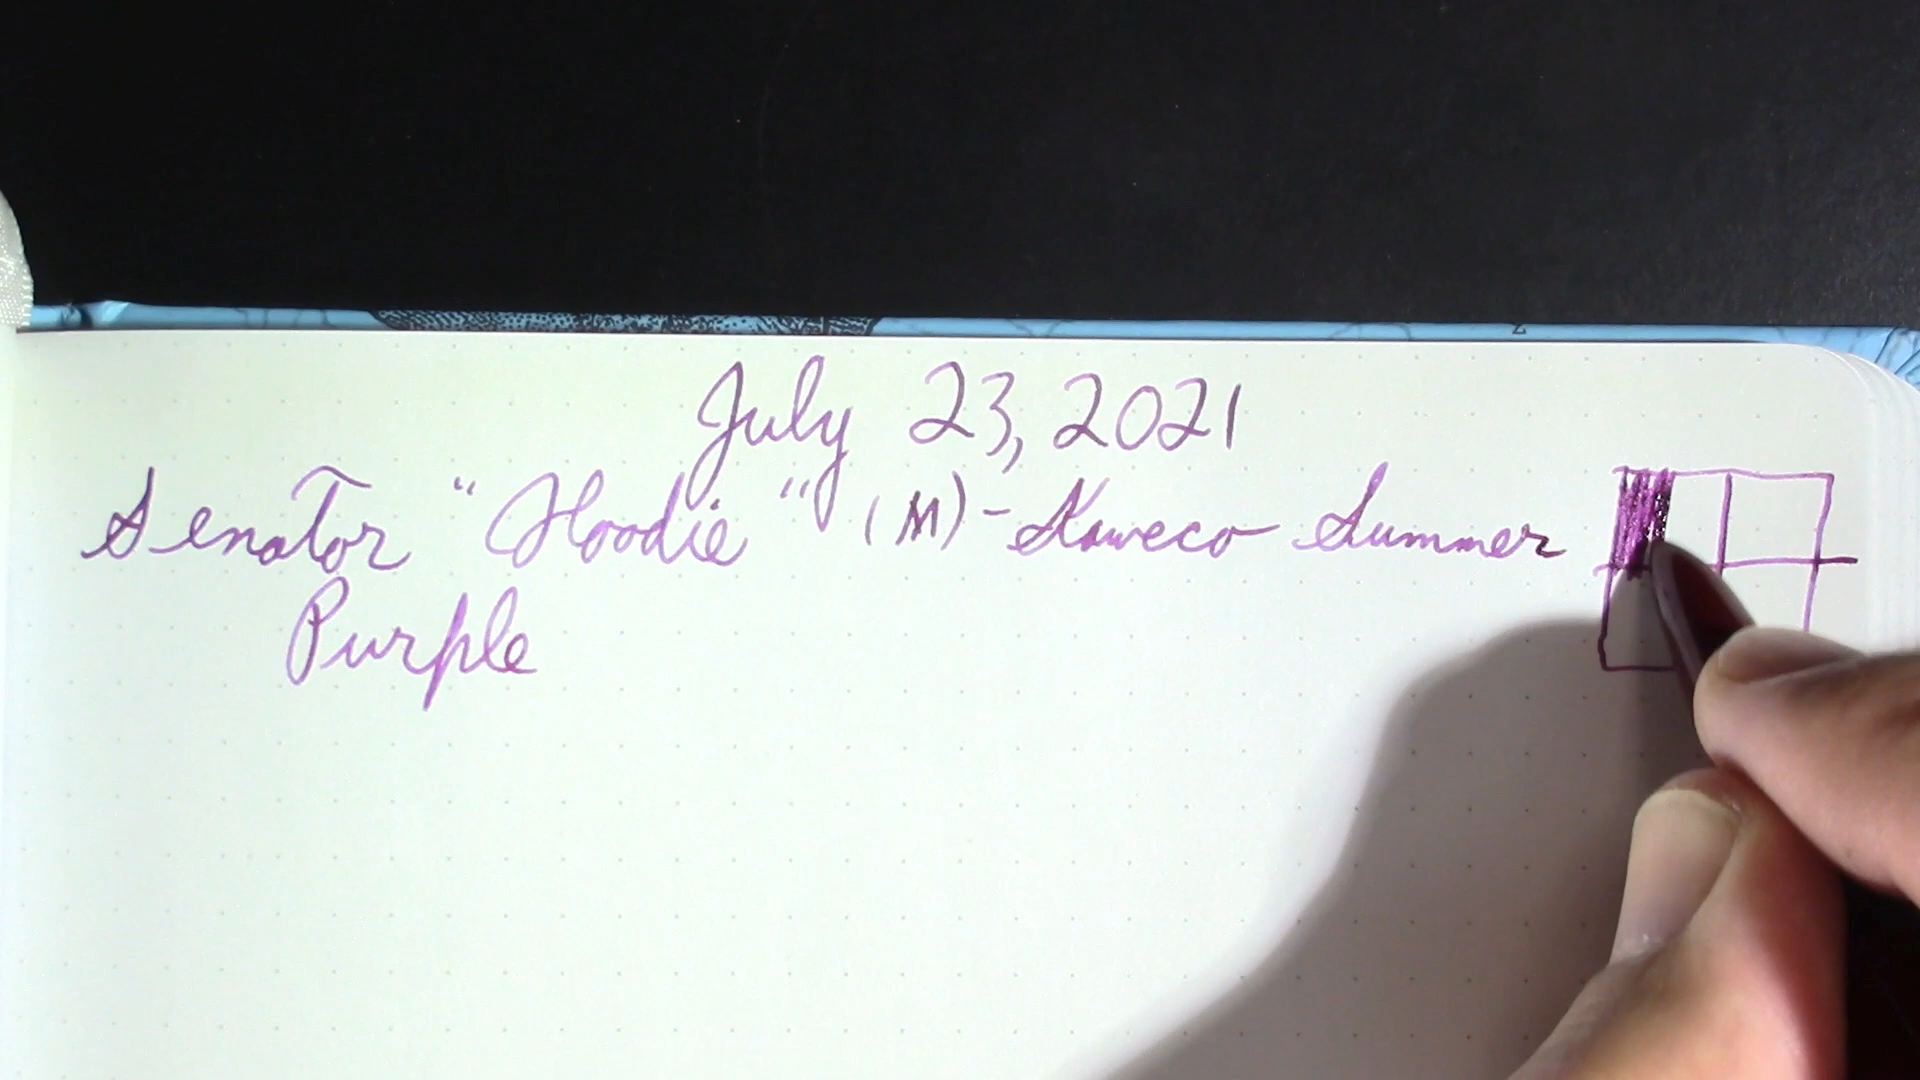 July 23, 2021
Senator "Hoodie" (M) - Kaweco Summer
Purple